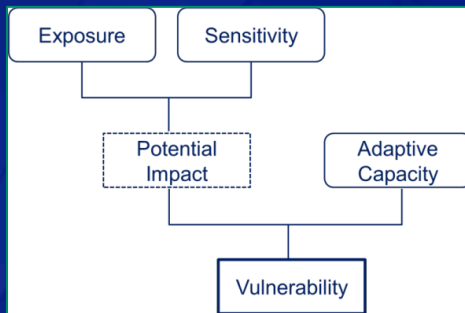 Exposure
Sensitivity
Potential
Impact
Adaptive
Capacity
Vulnerability